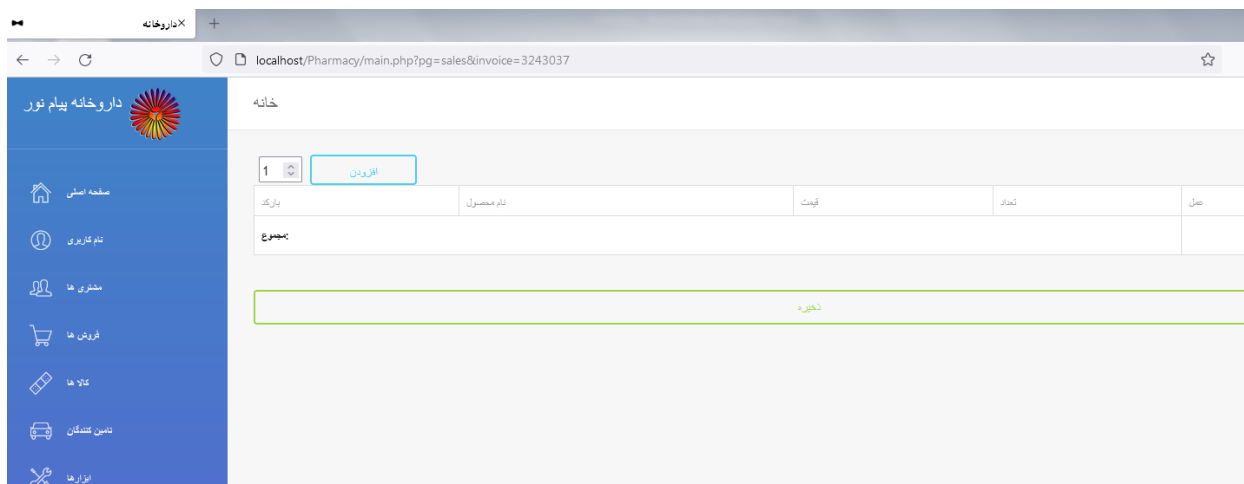 داروخانه
localhost/Pharmacy/main.php?pg=sales&invoice=3243037
داروخانه پیام نور
خانه
1
افزودن
بارکد
نام محصول
قیمت
تعداد
عمل
:مجموع
ذخیره
صفحه اصلی
نام کاربری
مشتری ها
فروش ها
کالا ها
تامین کنندگان
ابزارها